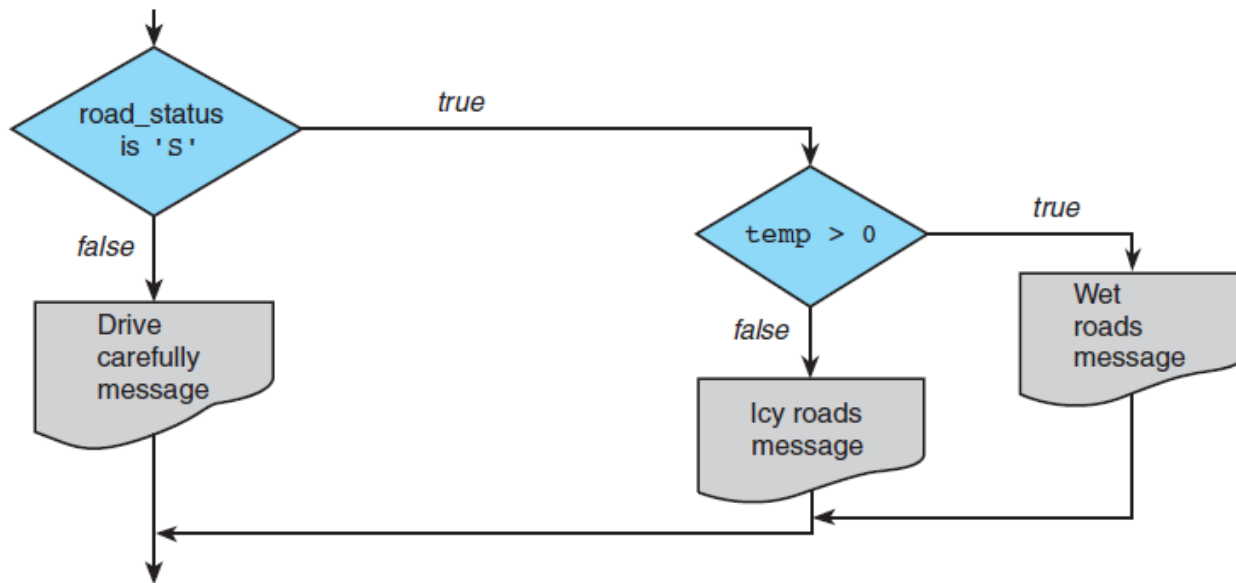 road_status
is 'S'
true
false
temp > 0
true
false
Drive
carefully
message
Icy roads
message
Wet
roads
message